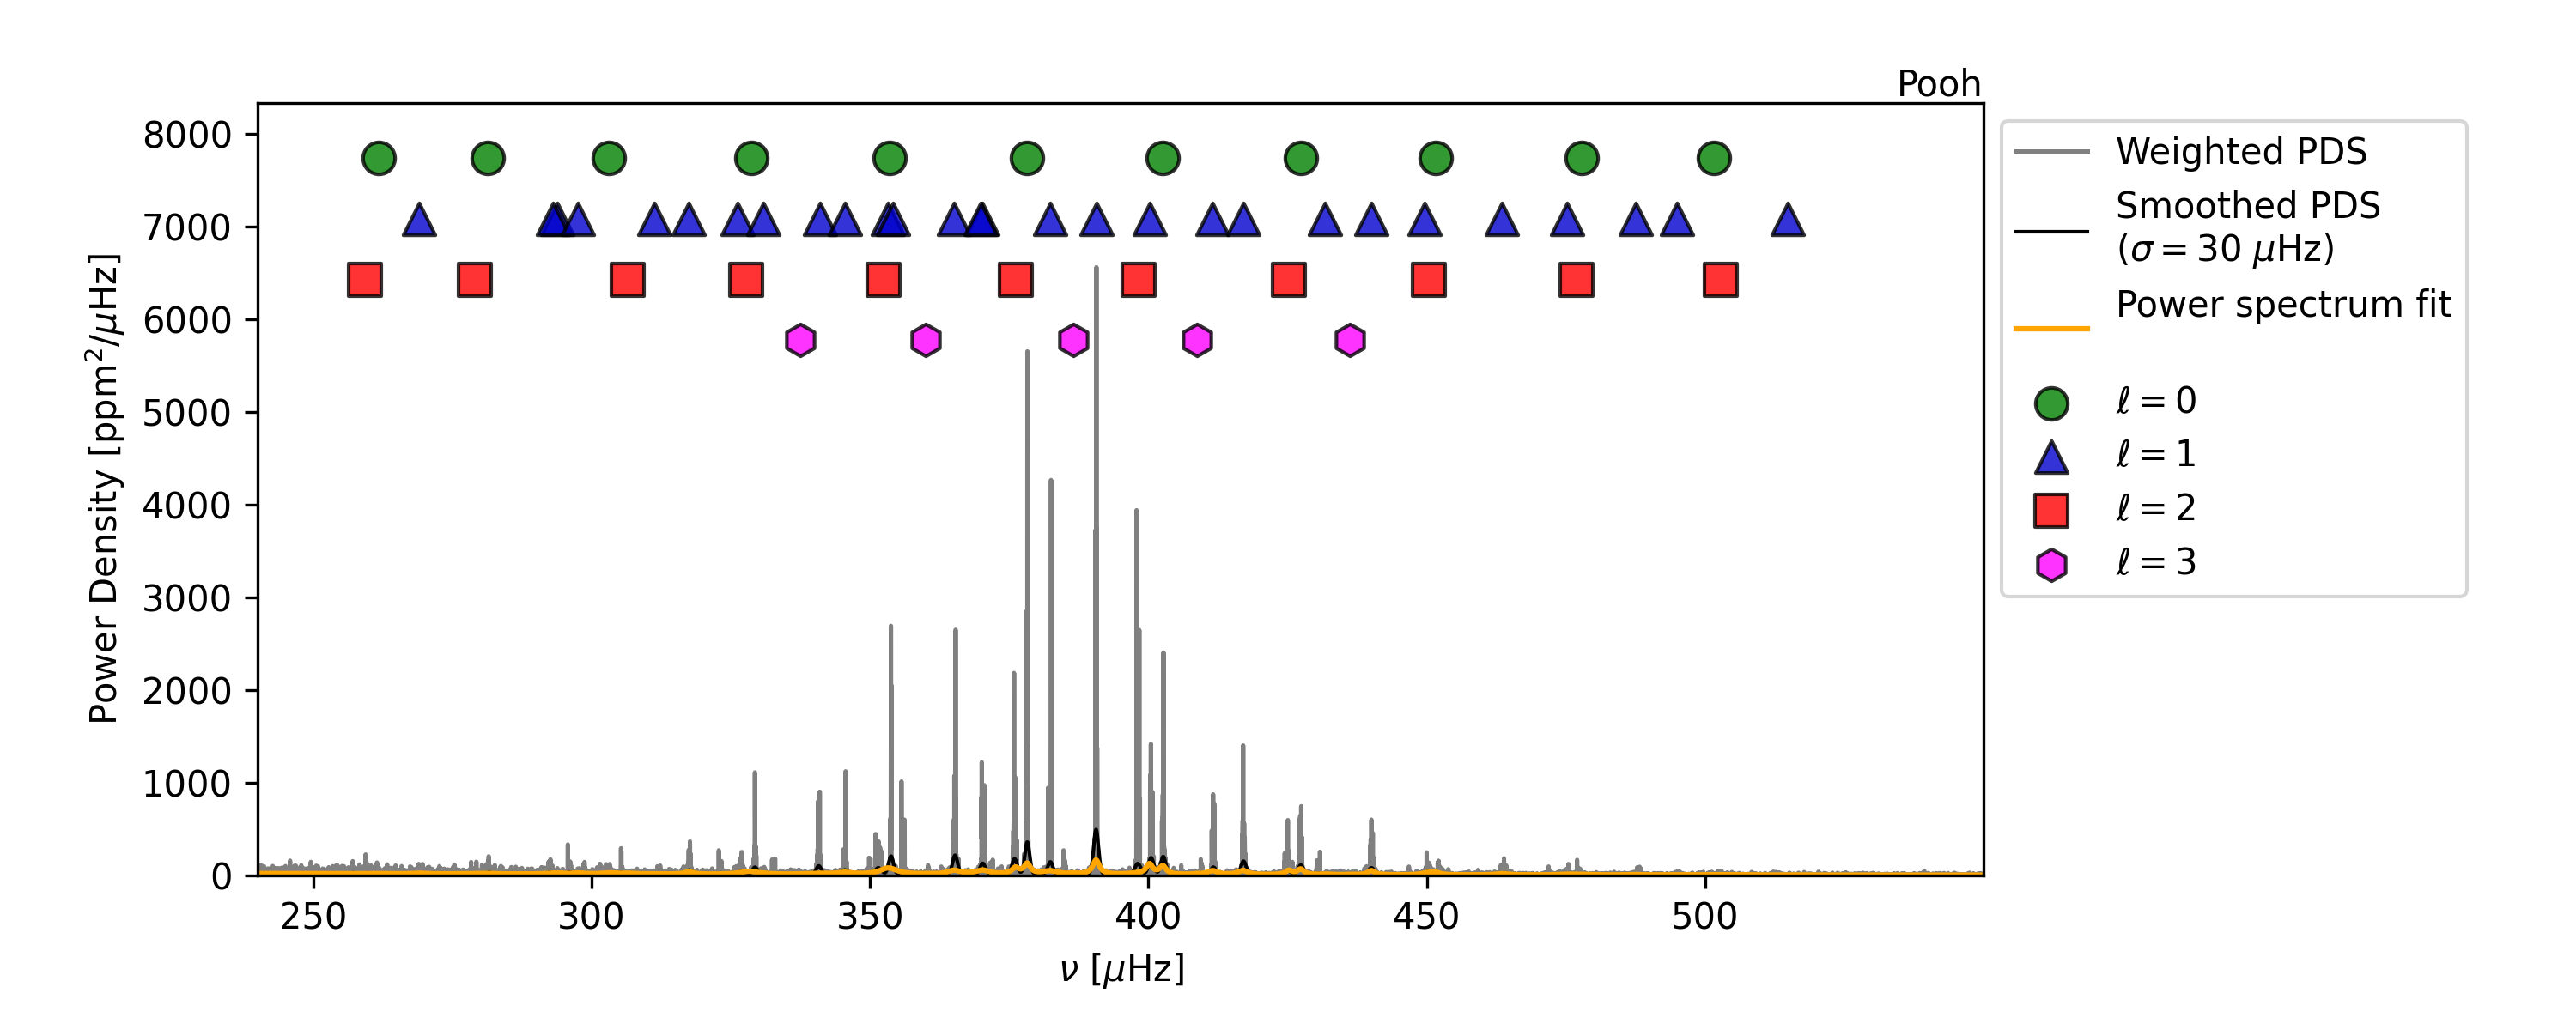 Pooh
Power Density [ppm²/μHz]
8000
7000
6000
5000
4000
3000
2000
1000
0
250 300 350 400 450 500
ν [μHz]
Weighted PDS
Smoothed PDS
(σ = 30 μHz)
Power spectrum fit
ℓ = 0
ℓ = 1
ℓ = 2
ℓ = 3